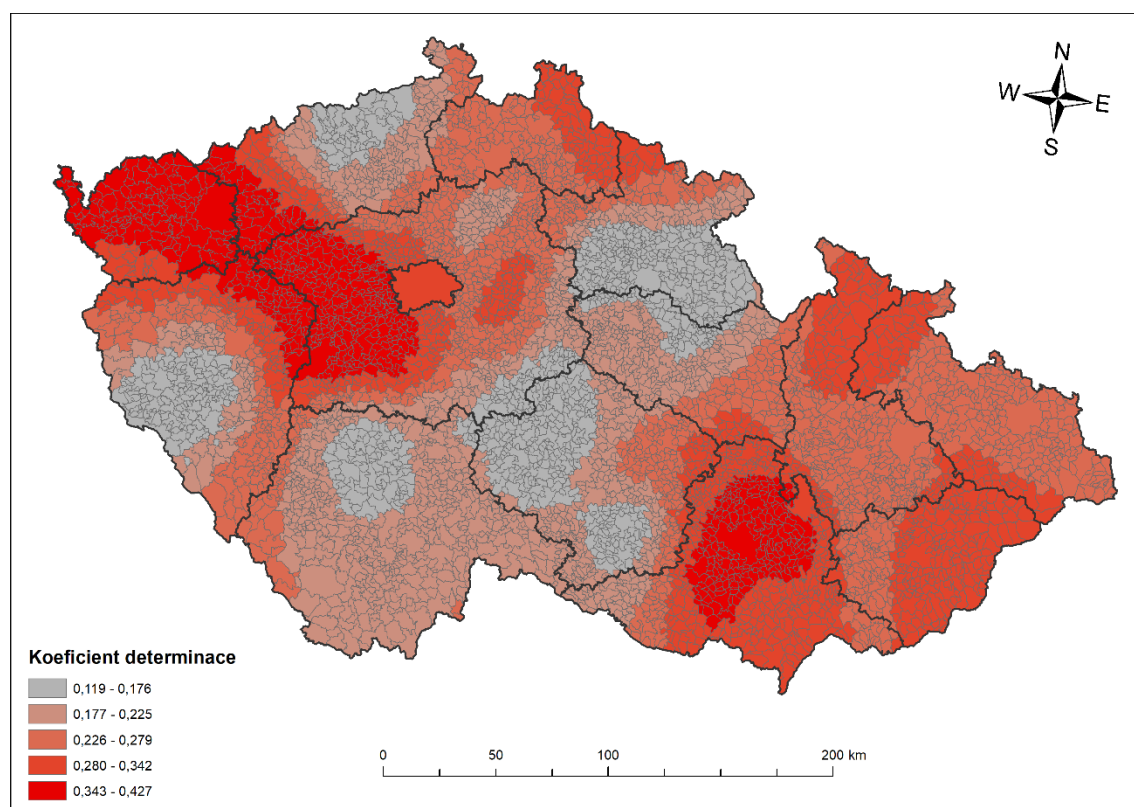 N
W E
S
Koeficient determinace
0,119 - 0,176
0,177 - 0,225
0,226 - 0,279
0,280 - 0,342
0,343 - 0,427
0 50 100 200 km